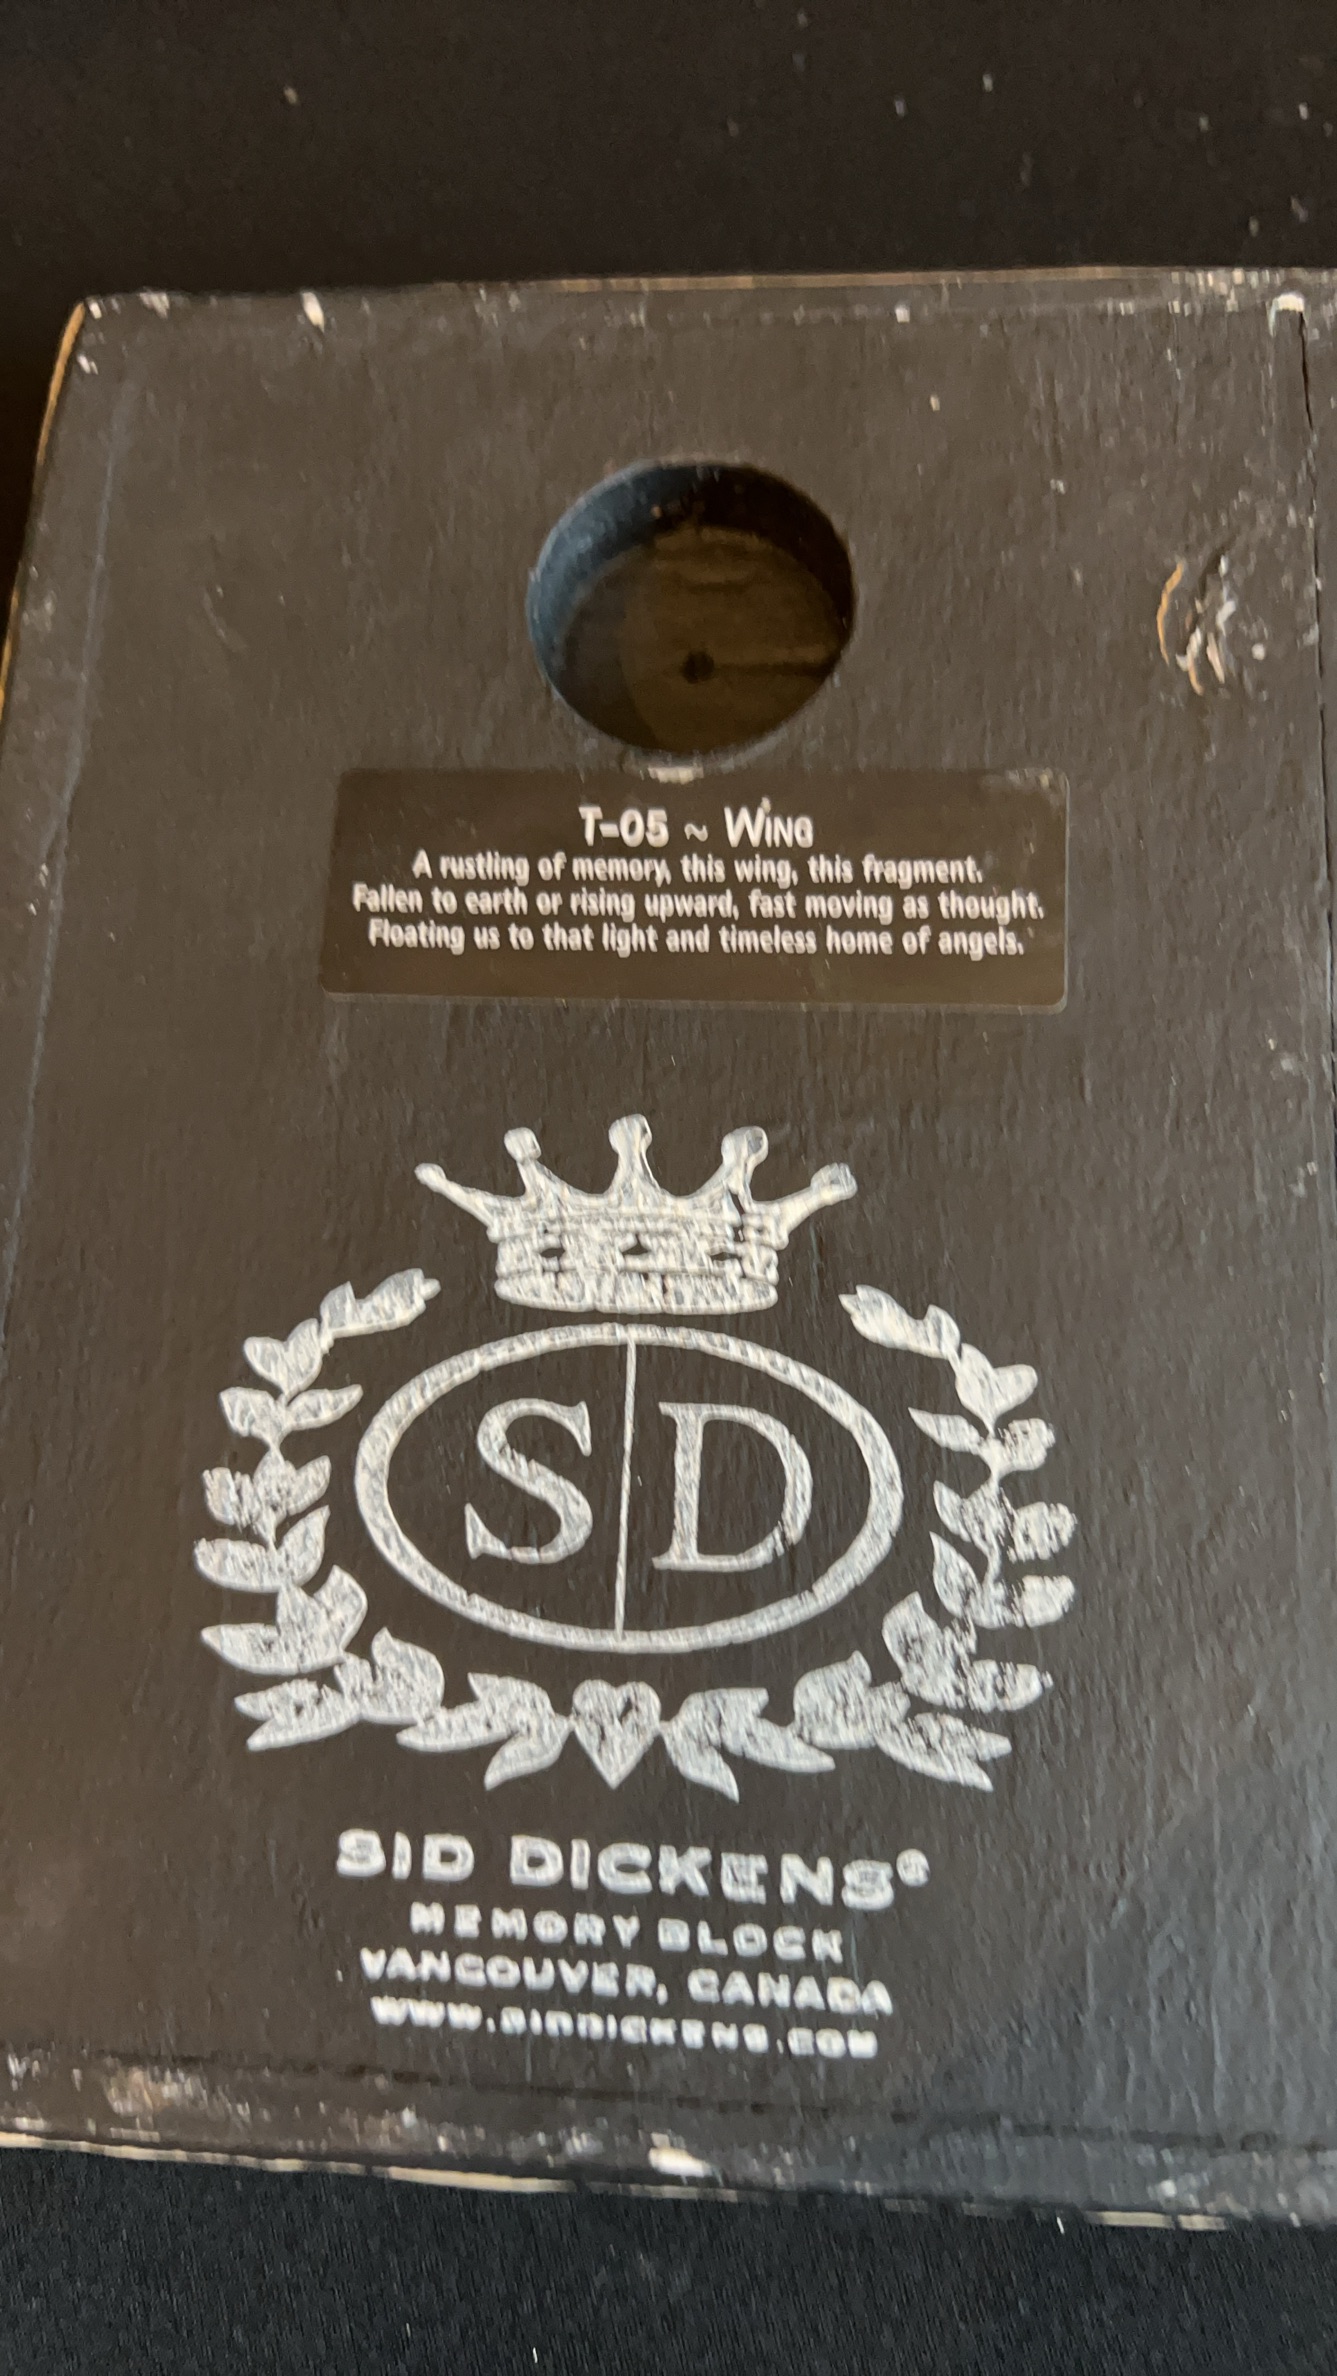 T-05 ~ WING
A rustling of memory, this wing, this fragment.
Fallen to earth or rising upward, fast moving as thought.
Floating us to that light and timeless home of angels.
S D
SID DICKENS®
MEMORY BLOCK
VANCOUVER, CANADA
WWW.SIDDICKENS.COM